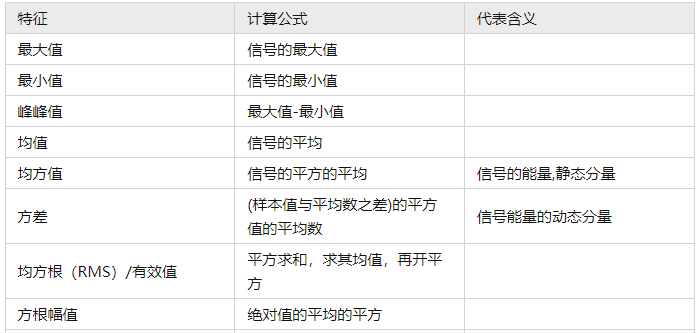 特征 计算公式 代表含义
最大值 信号的最大值
最小值 信号的最小值
峰峰值 最大值-最小值
均值 信号的平均
均方值 信号的平方的平均 信号的能量,静态分量
方差 (样本值与平均数之差)的平方
值的平均数 信号能量的动态分量
均方根（RMS）/有效值 平方求和，求其均值，再开平
方
方根幅值 绝对值的平均的平方